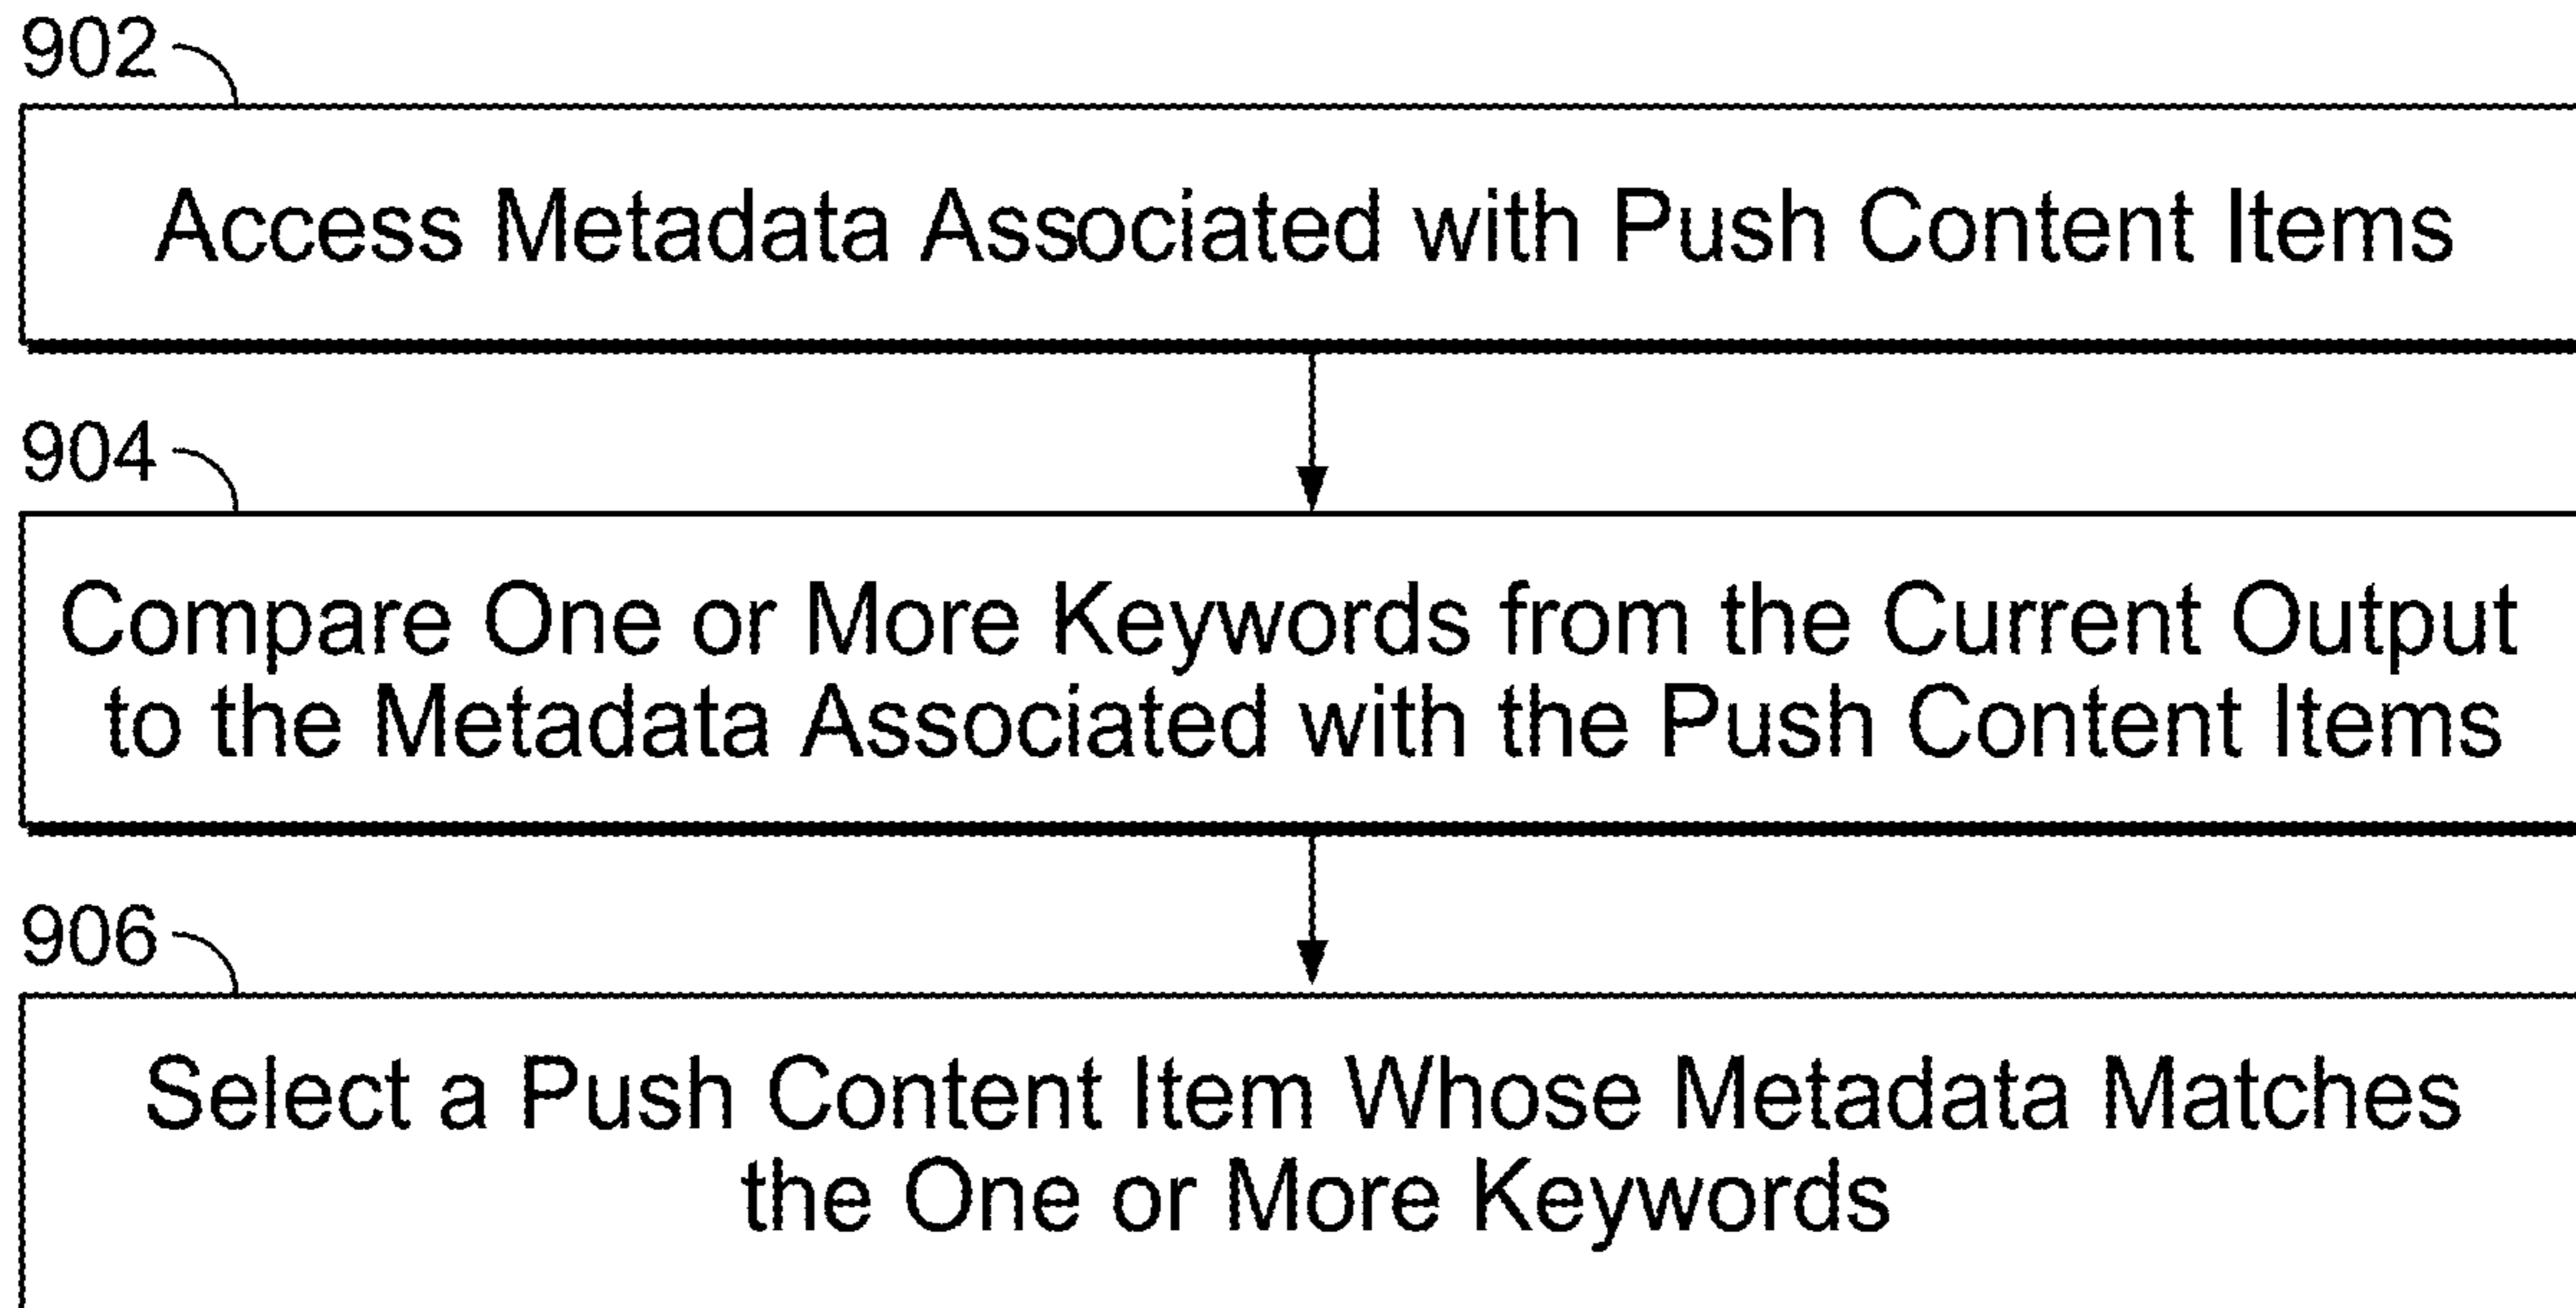 902
Access Metadata Associated with Push Content Items
904
Compare One or More Keywords from the Current Output
to the Metadata Associated with the Push Content Items
906
Select a Push Content Item Whose Metadata Matches
the One or More Keywords